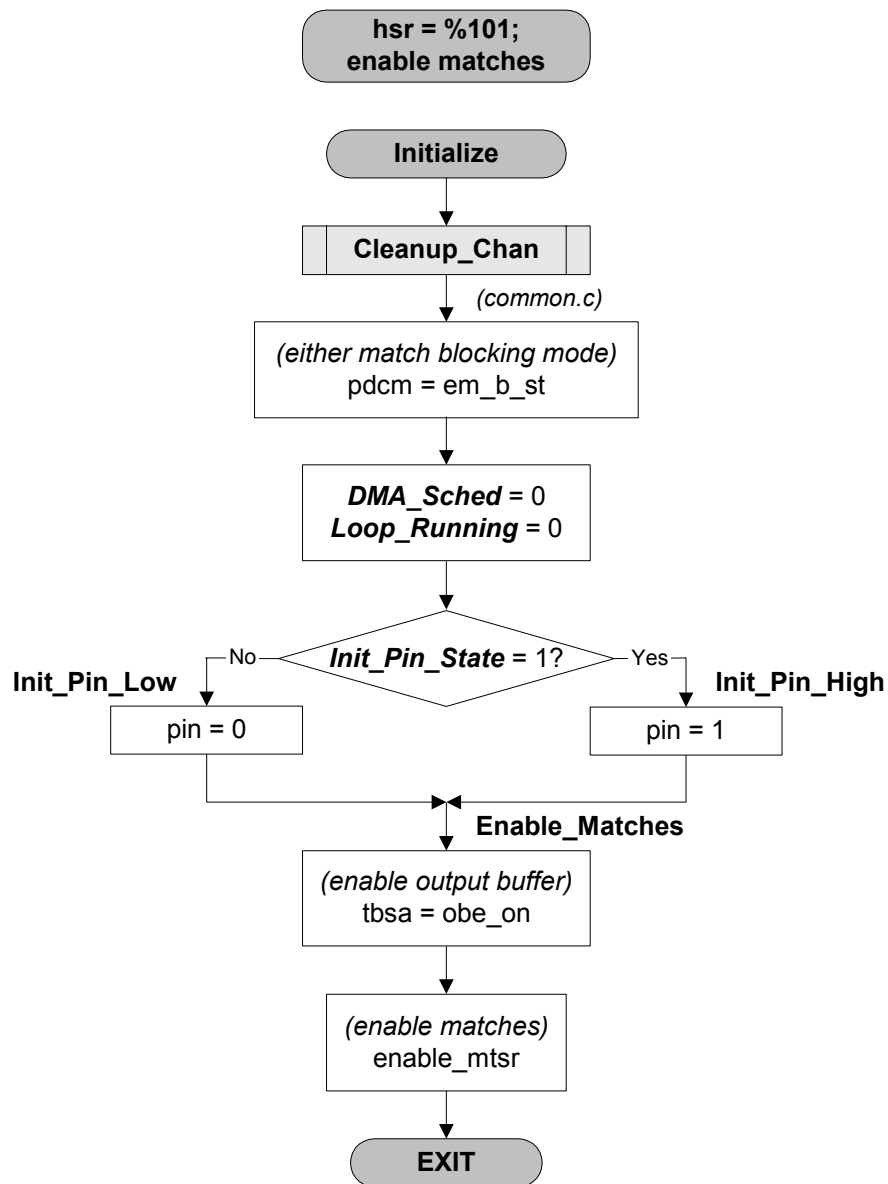 hsr = %101;
enable matches
Initialize
Cleanup_Chan
(common.c)
(either match blocking mode)
pdcm = em_b_st
DMA_Sched = 0
Loop_Running = 0
Init_Pin_State = 1?
No
Yes
Init_Pin_Low
Init_Pin_High
pin = 0
pin = 1
Enable_Matches
(enable output buffer)
tbsa = obe_on
(enable matches)
enable_mtsr
EXIT